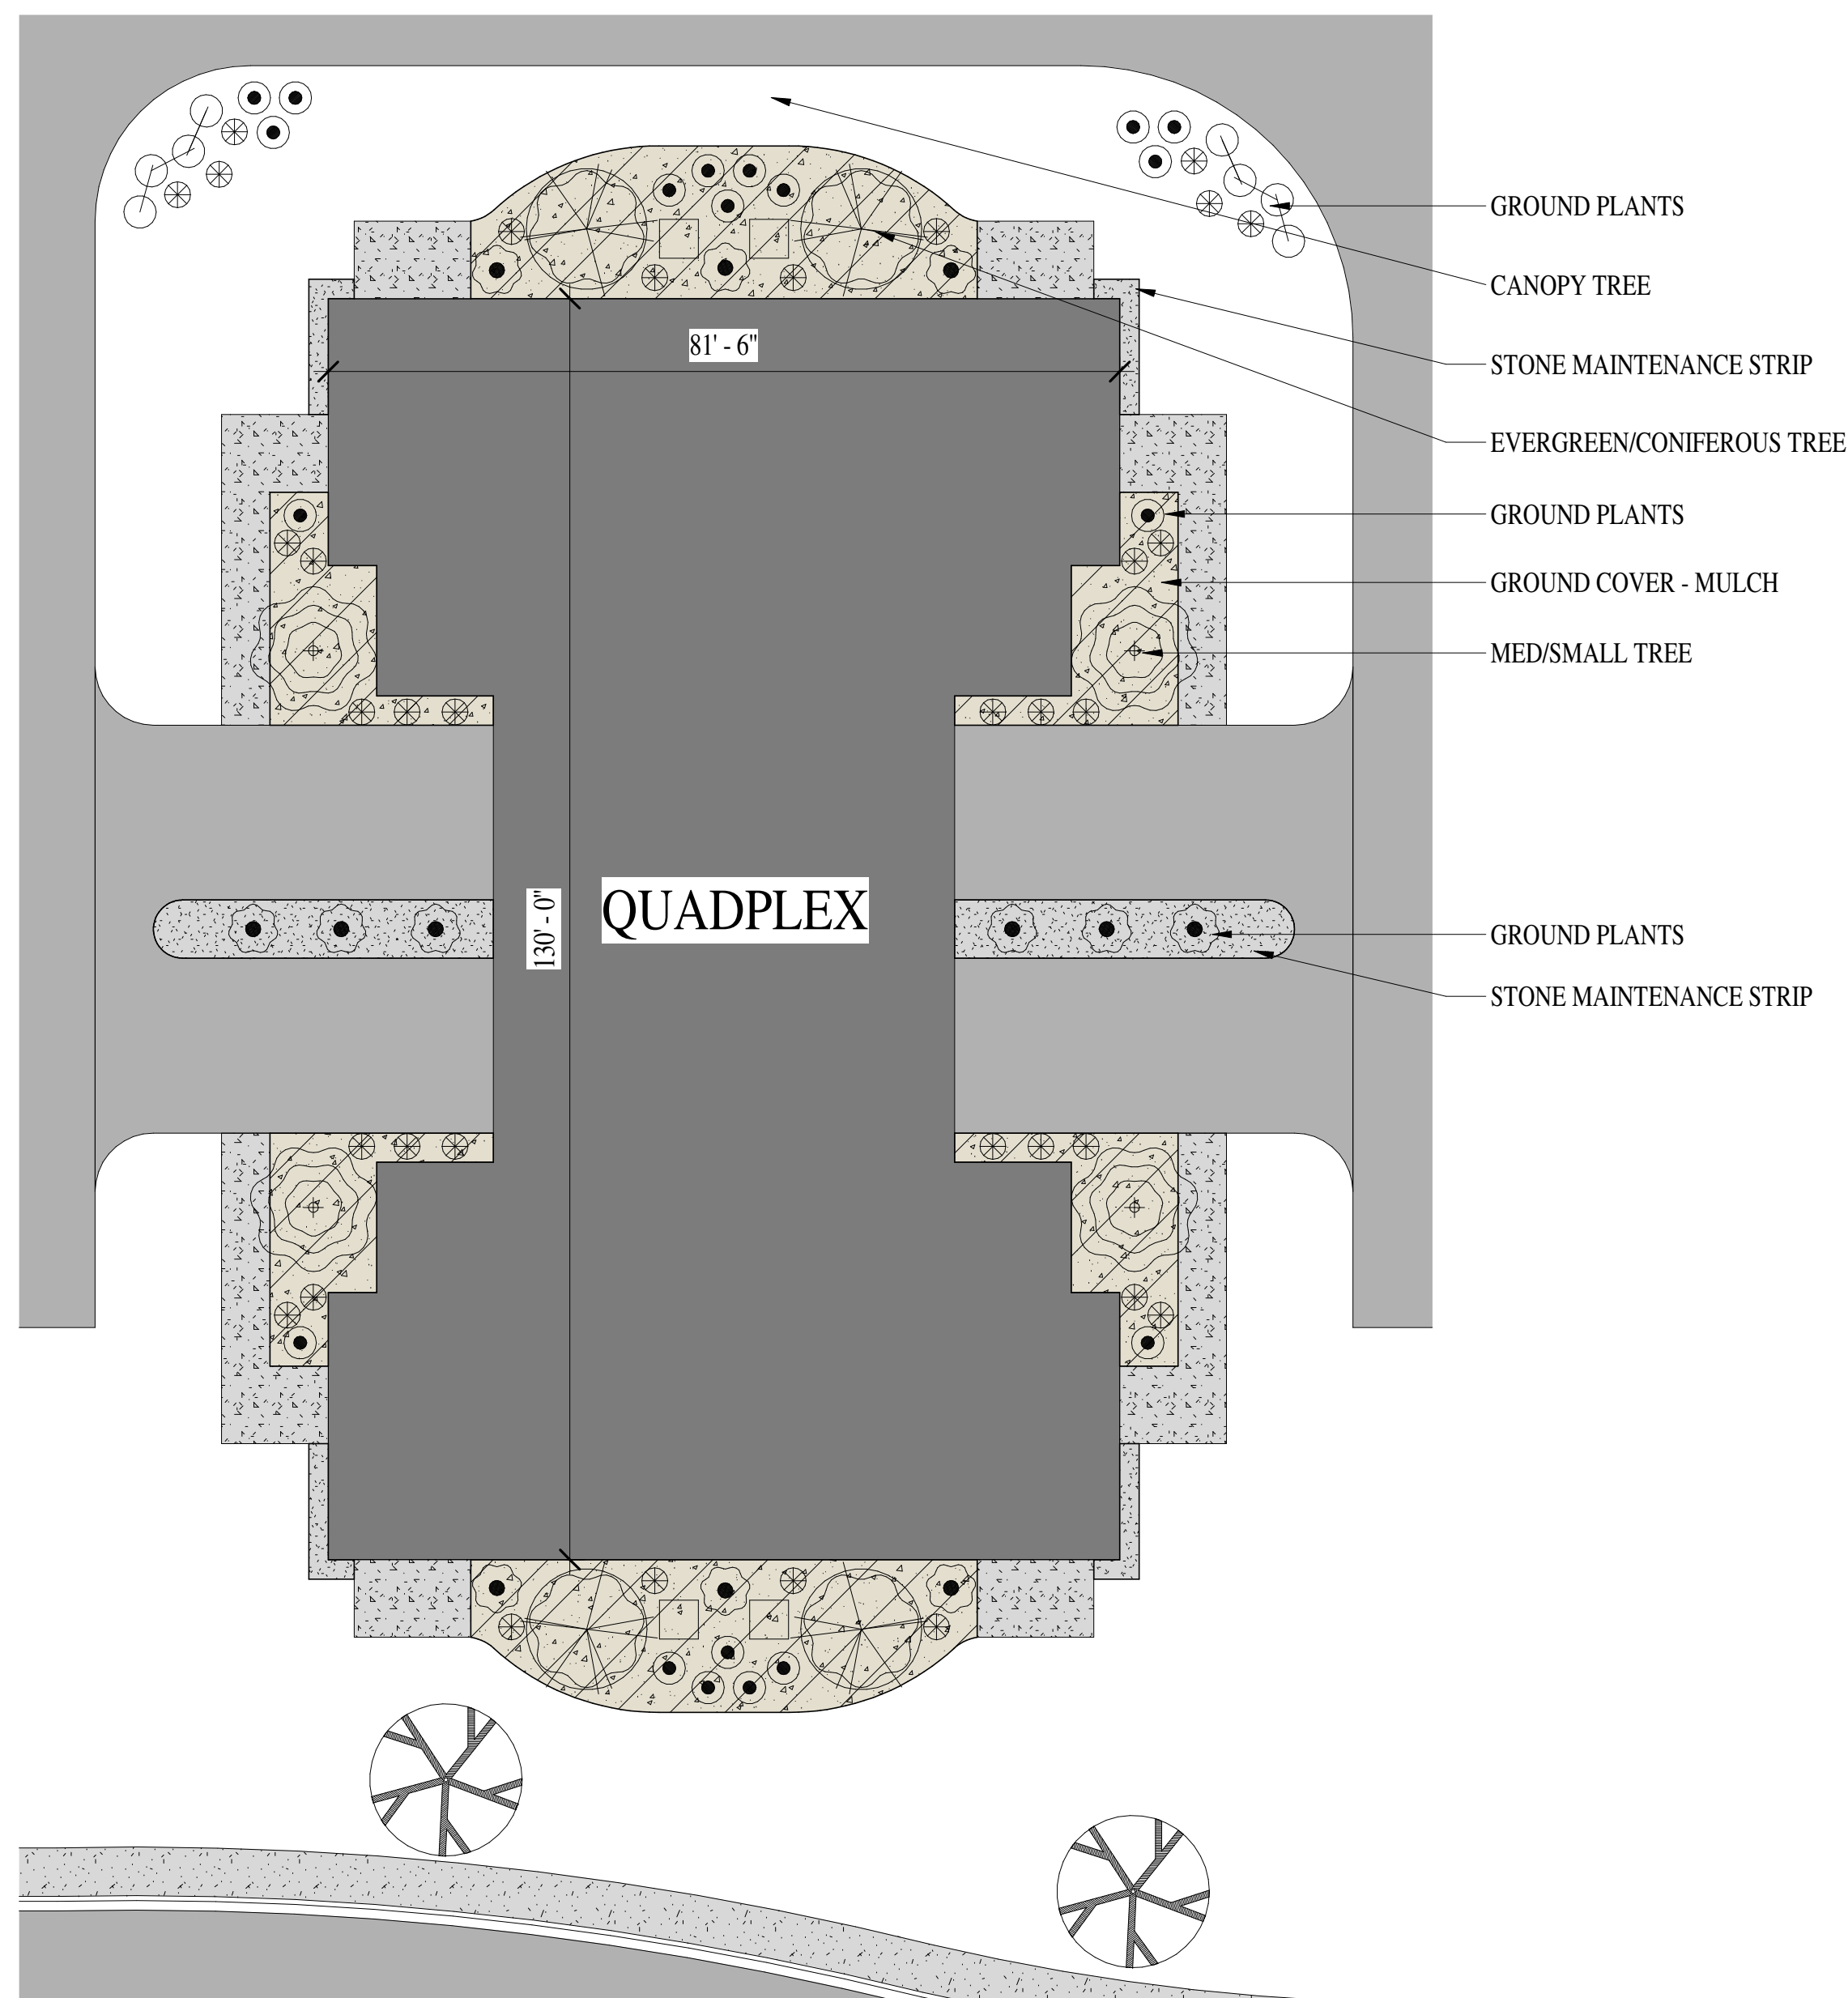 GROUND PLANTS
CANOPY TREE
81' - 6"
STONE MAINTENANCE STRIP
EVERGREEN/CONIFEROUS TREE
GROUND PLANTS
GROUND COVER - MULCH
MED/SMALL TREE
QUADPLEX
130' - 0"
GROUND PLANTS
STONE MAINTENANCE STRIP